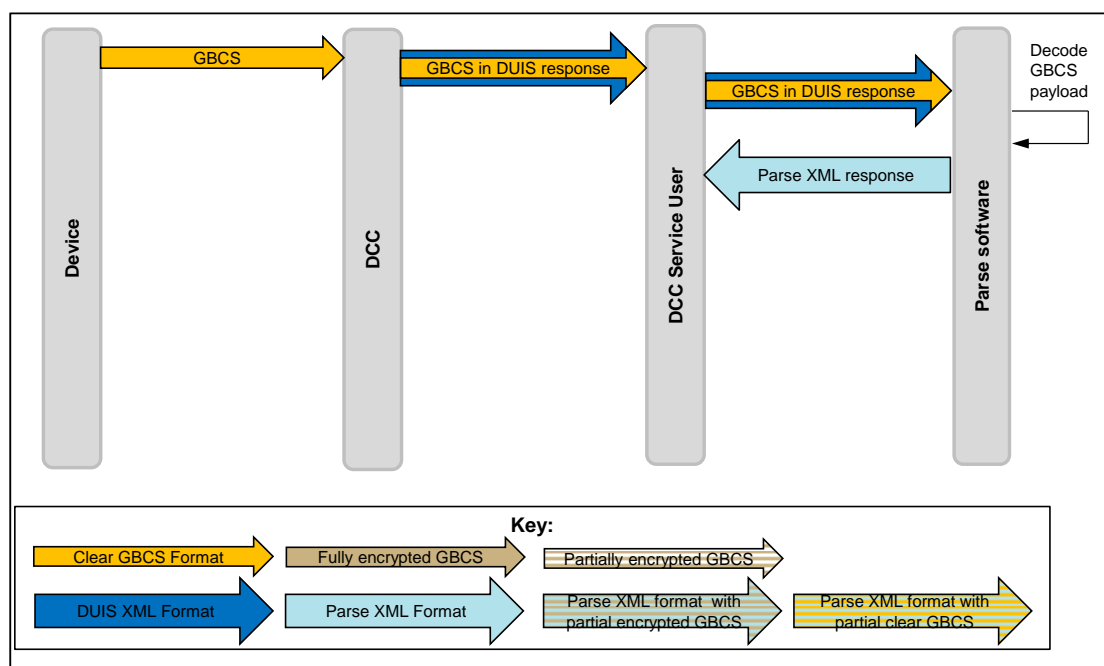 GBCS
GBCS in DUIS response
GBCS in DUIS response
Decode
GBCS
payload
Parse XML response
Device
DCC
DCC Service User
Parse software
Key:
Clear GBCS Format
Fully encrypted GBCS
Partially encrypted GBCS
DUIS XML Format
Parse XML Format
Parse XML format with
partial encrypted GBCS
Parse XML format with
partial clear GBCS